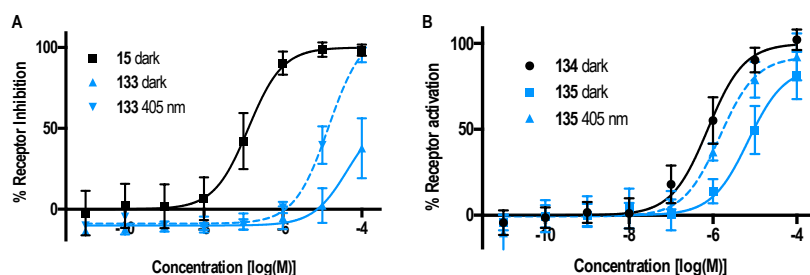 A
15 dark
133 dark
133 405 nm
% Receptor Inhibition
100
50
0
-10
-8
-6
-4
Concentration [log(M)]
B
134 dark
135 dark
135 405 nm
% Receptor activation
100
50
0
-10
-8
-6
-4
Concentration [log(M)]